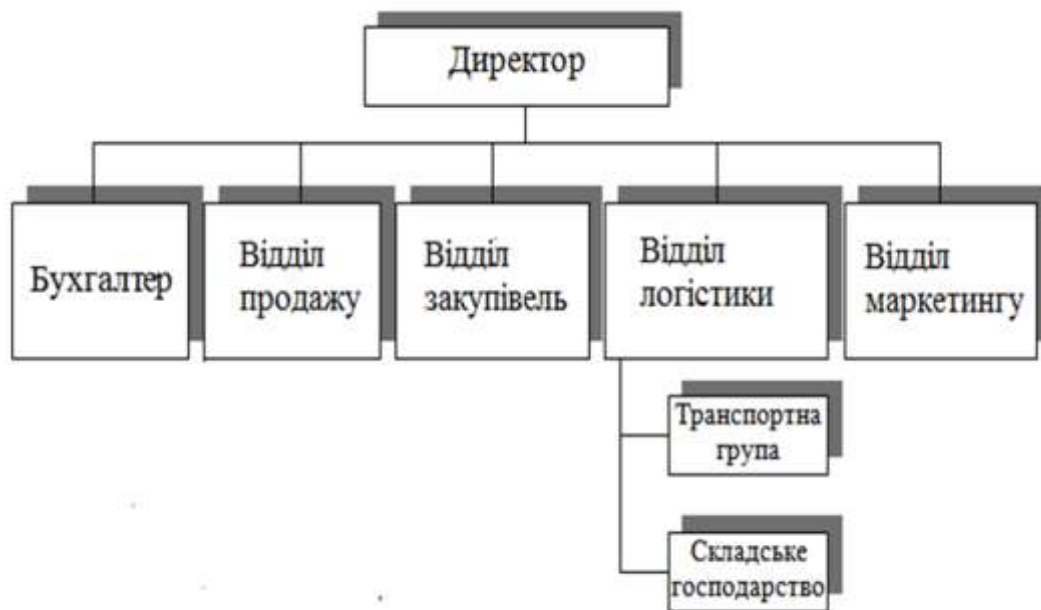 Директор
Бухгалтер
Відділ
продажу
Відділ
закупівель
Відділ
логістики
Відділ
маркетингу
Транспортна
група
Складське
господарство